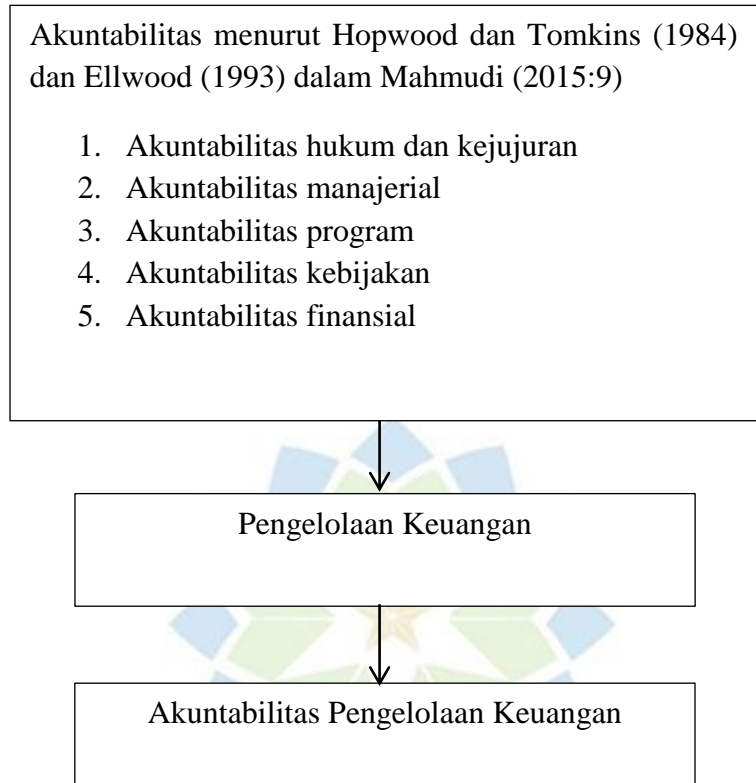 Akuntabilitas menurut Hopwood dan Tomkins (1984)
dan Ellwood (1993) dalam Mahmudi (2015:9)
1. Akuntabilitas hukum dan kejujuran
2. Akuntabilitas manajerial
3. Akuntabilitas program
4. Akuntabilitas kebijakan
5. Akuntabilitas finansial
Pengelolaan Keuangan
Akuntabilitas Pengelolaan Keuangan